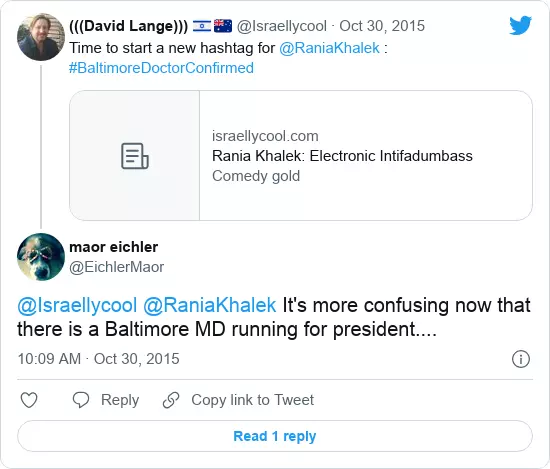 (((David Lange))) 🇮🇱🇦🇺 @Israellycool · Oct 30, 2015
Time to start a new hashtag for @RaniaKhalek :
#BaltimoreDoctorConfirmed
israellycool.com
Rania Khalek: Electronic Intifadumbass
Comedy gold
maor eichler
@EichlerMaor
@Israellycool @RaniaKhalek It's more confusing now that
there is a Baltimore MD running for president....
10:09 AM · Oct 30, 2015
Reply
Copy link to Tweet
Read 1 reply